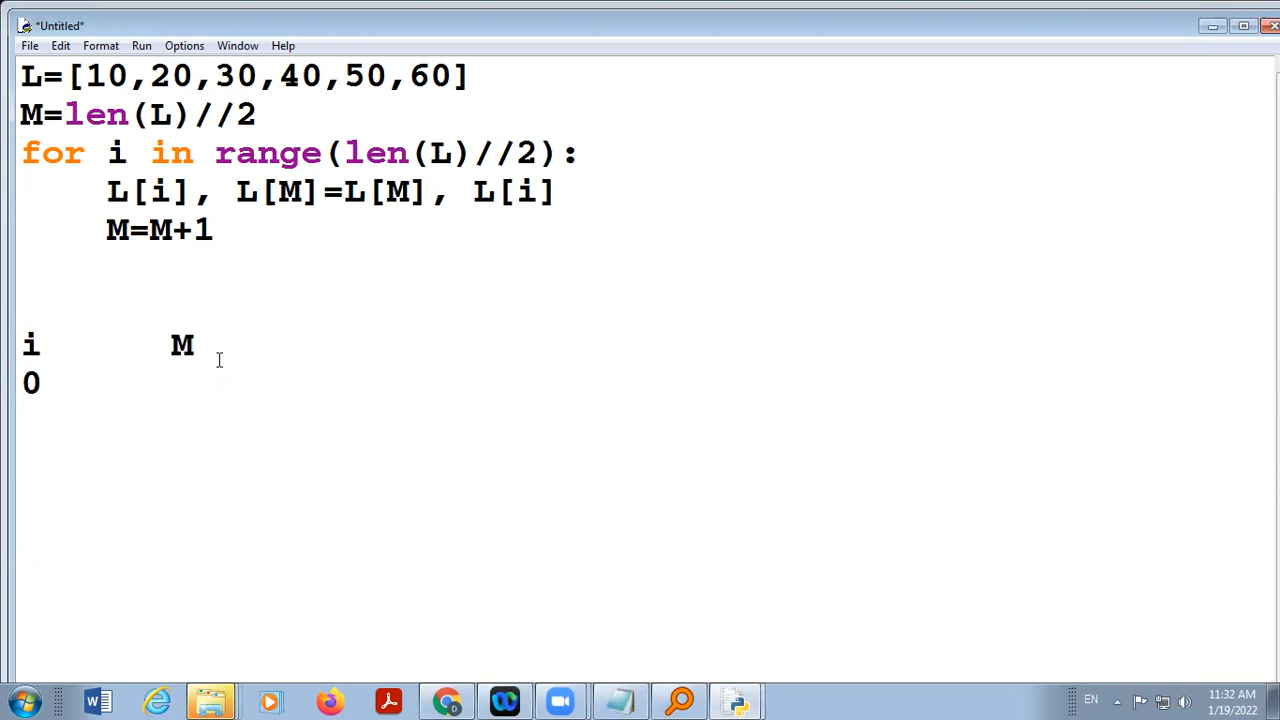 *Untitled*
File Edit Format Run Options Window Help
L=[10,20,30,40,50,60]
M=len(L)//2
for i in range(len(L)//2):
    L[i], L[M]=L[M], L[i]
    M=M+1
i M
0
EN
11:32 AM
1/19/2022